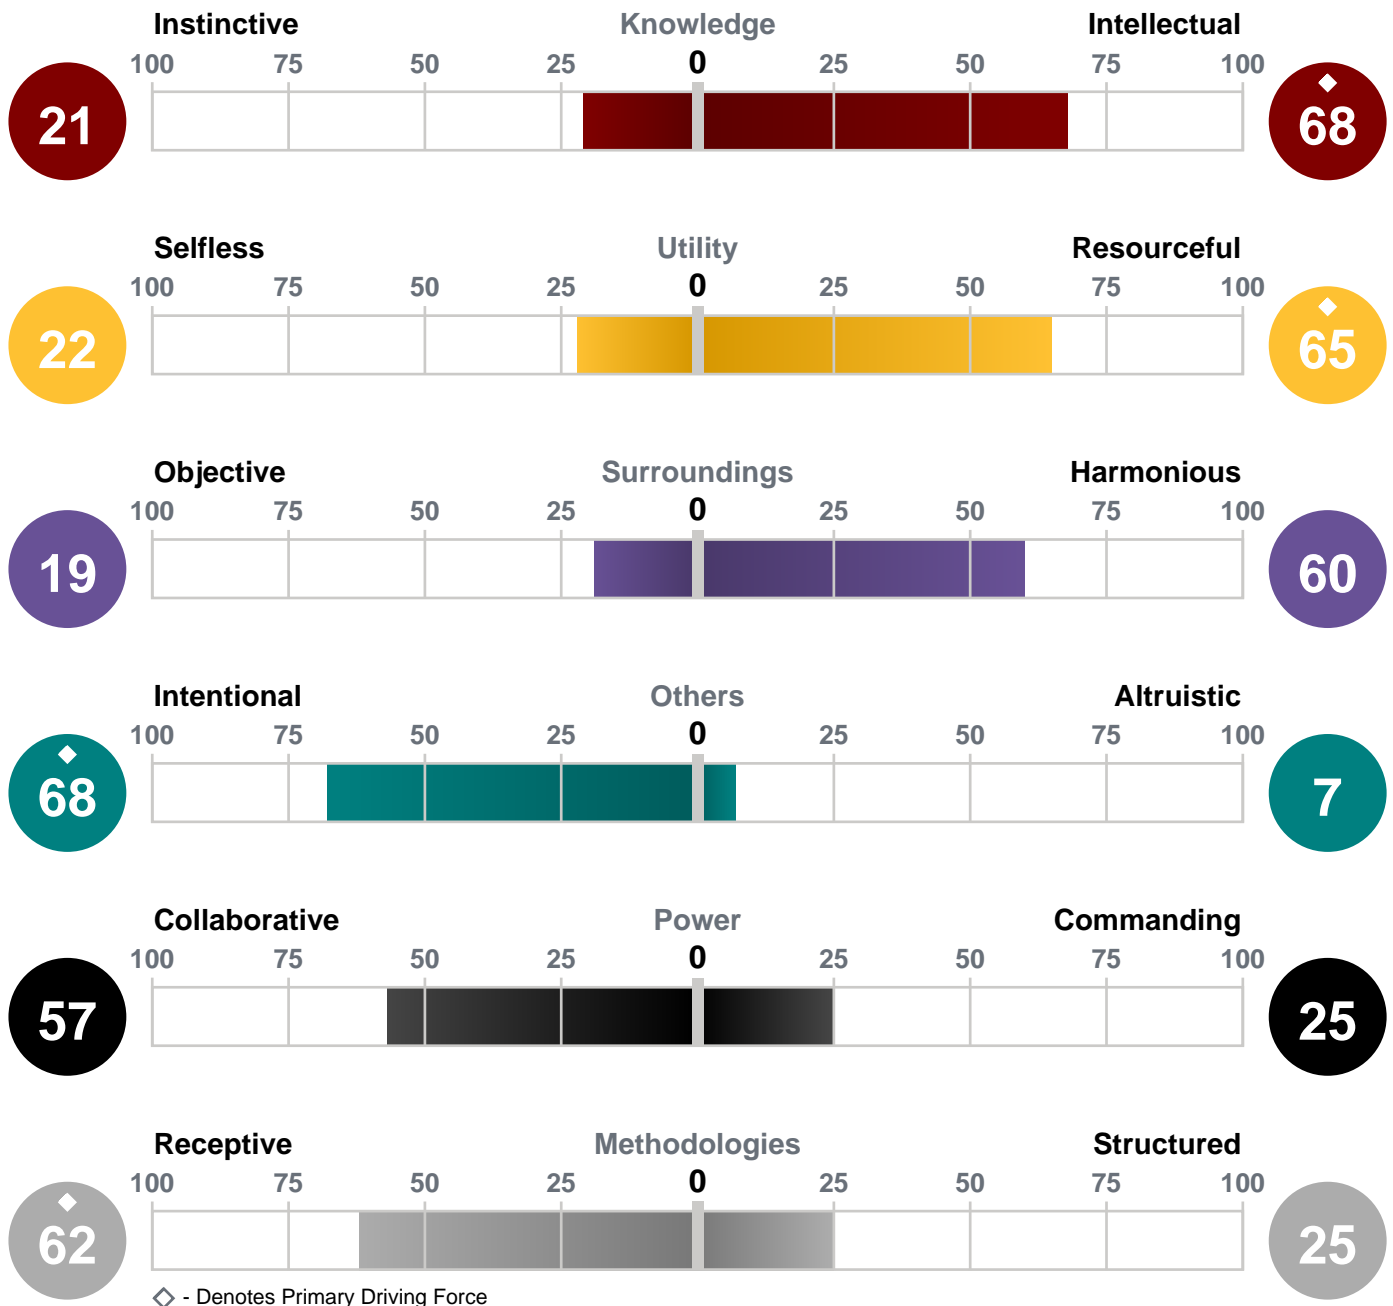 Instinctive Knowledge Intellectual
100 75 50 25 0 25 50 75 100
21 68
Selfless Utility Resourceful
100 75 50 25 0 25 50 75 100
22 65
Objective Surroundings Harmonious
100 75 50 25 0 25 50 75 100
19 60
Intentional Others Altruistic
100 75 50 25 0 25 50 75 100
68 7
Collaborative Power Commanding
100 75 50 25 0 25 50 75 100
57 25
Receptive Methodologies Structured
100 75 50 25 0 25 50 75 100
62 25
- Denotes Primary Driving Force